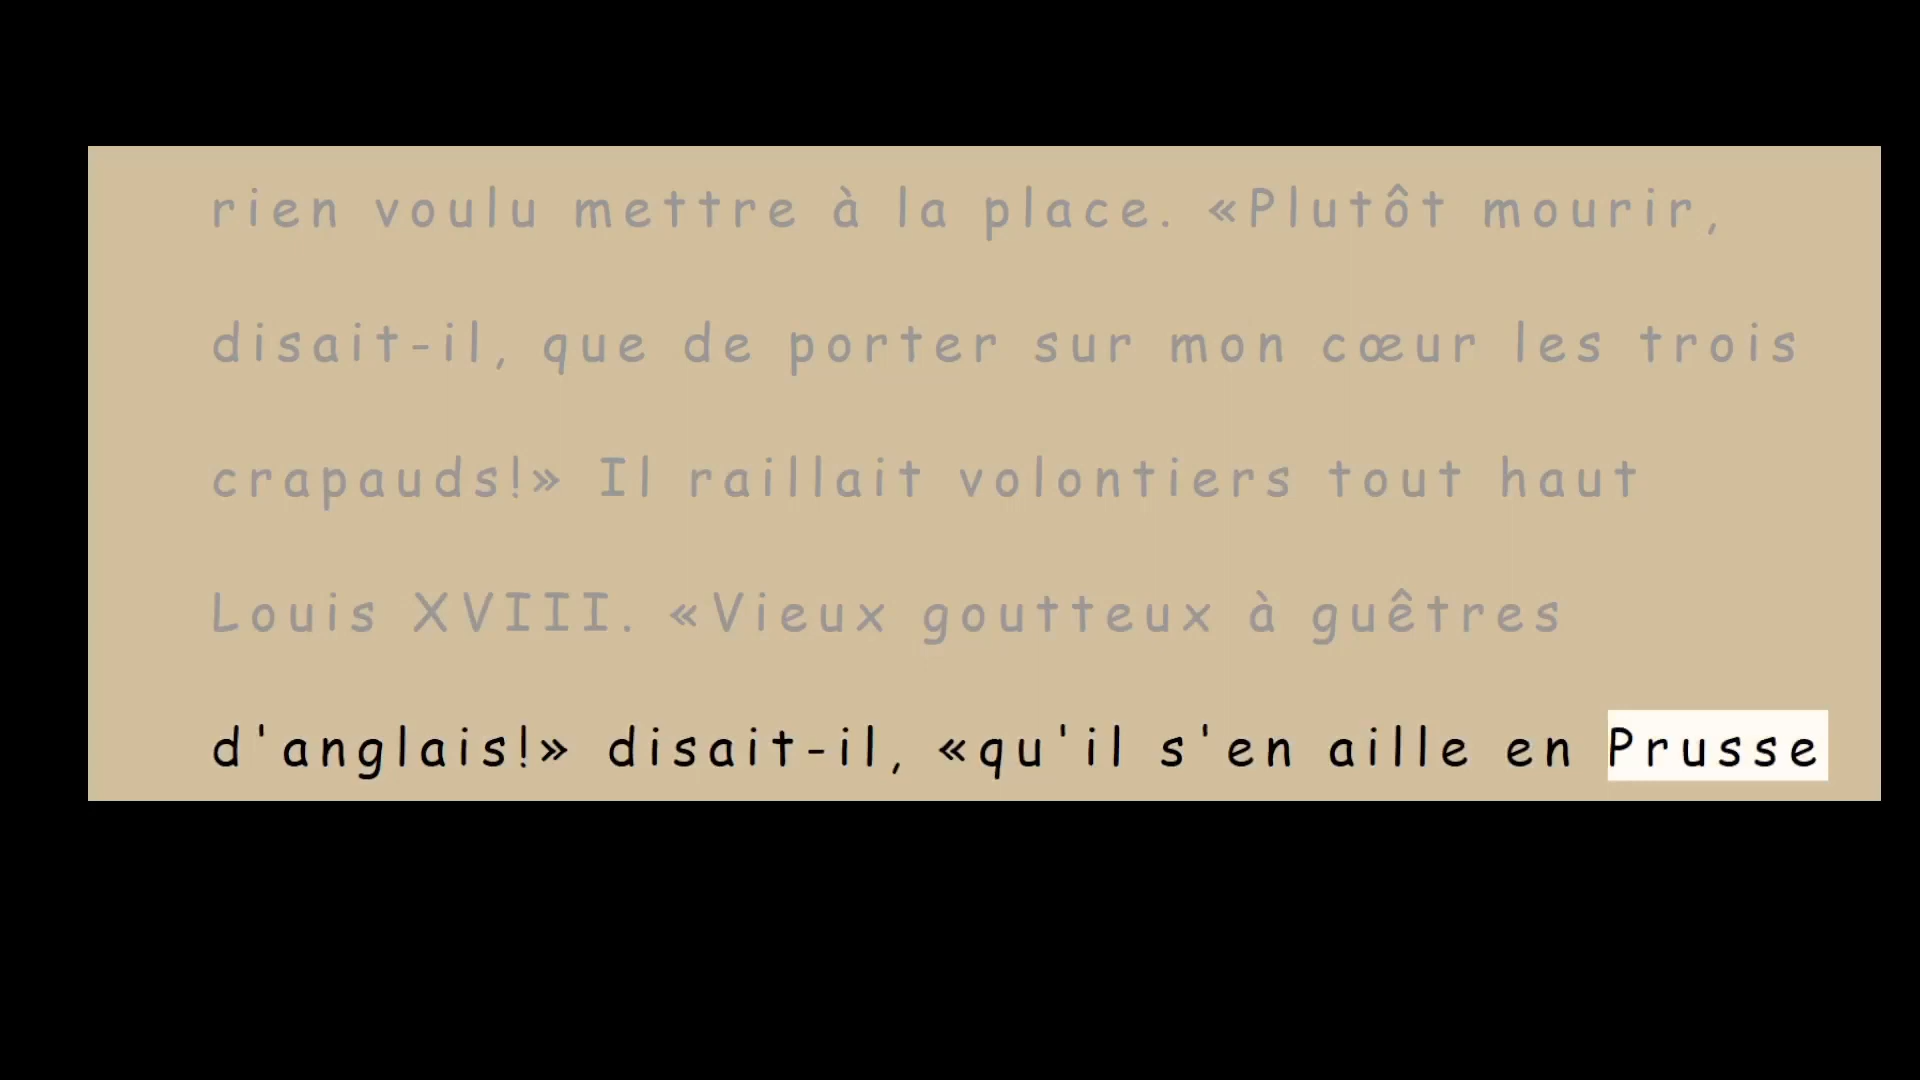 rien voulu mettre à la place. «Plutôt mourir,
disait-il, que de porter sur mon cœur les trois
crapauds!» Il raillait volontiers tout haut
Louis XVIII. «Vieux goutteux à guêtres
d'anglais!» disait-il, «qu'il s'en aille en Prusse